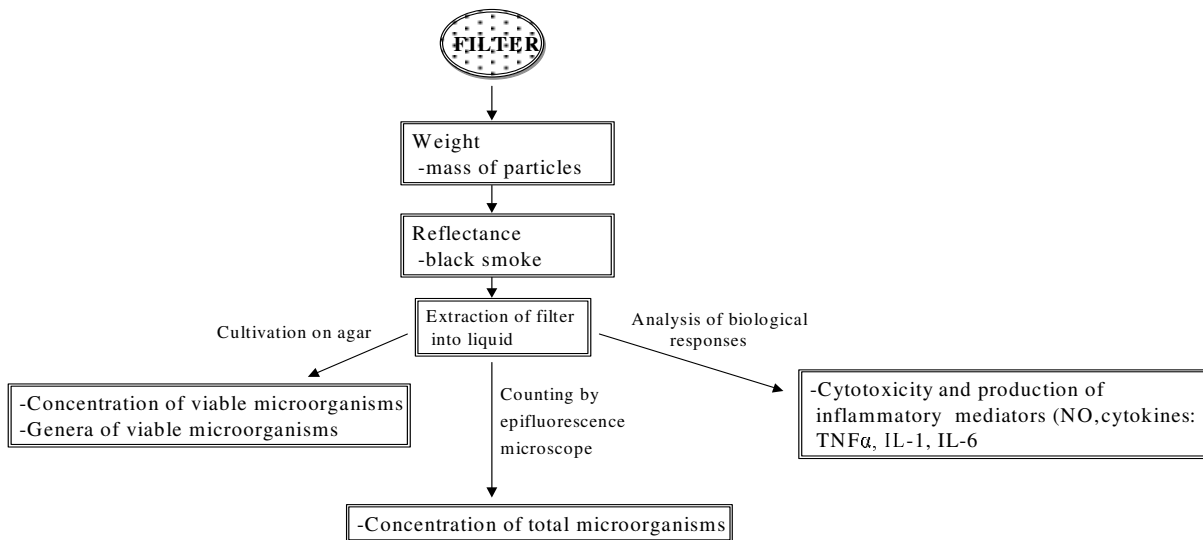 FILTER
Weight
-mass of particles
Reflectance
-black smoke
Extraction of filter
into liquid
Cultivation on agar
Analysis of biological
responses
Counting by
epifluorescence
microscope
-Concentration of viable microorganisms
-Genera of viable microorganisms
-Cytotoxicity and production of
inflammatory mediators (NO,cytokines:
TNFα, IL-1, IL-6
-Concentration of total microorganisms